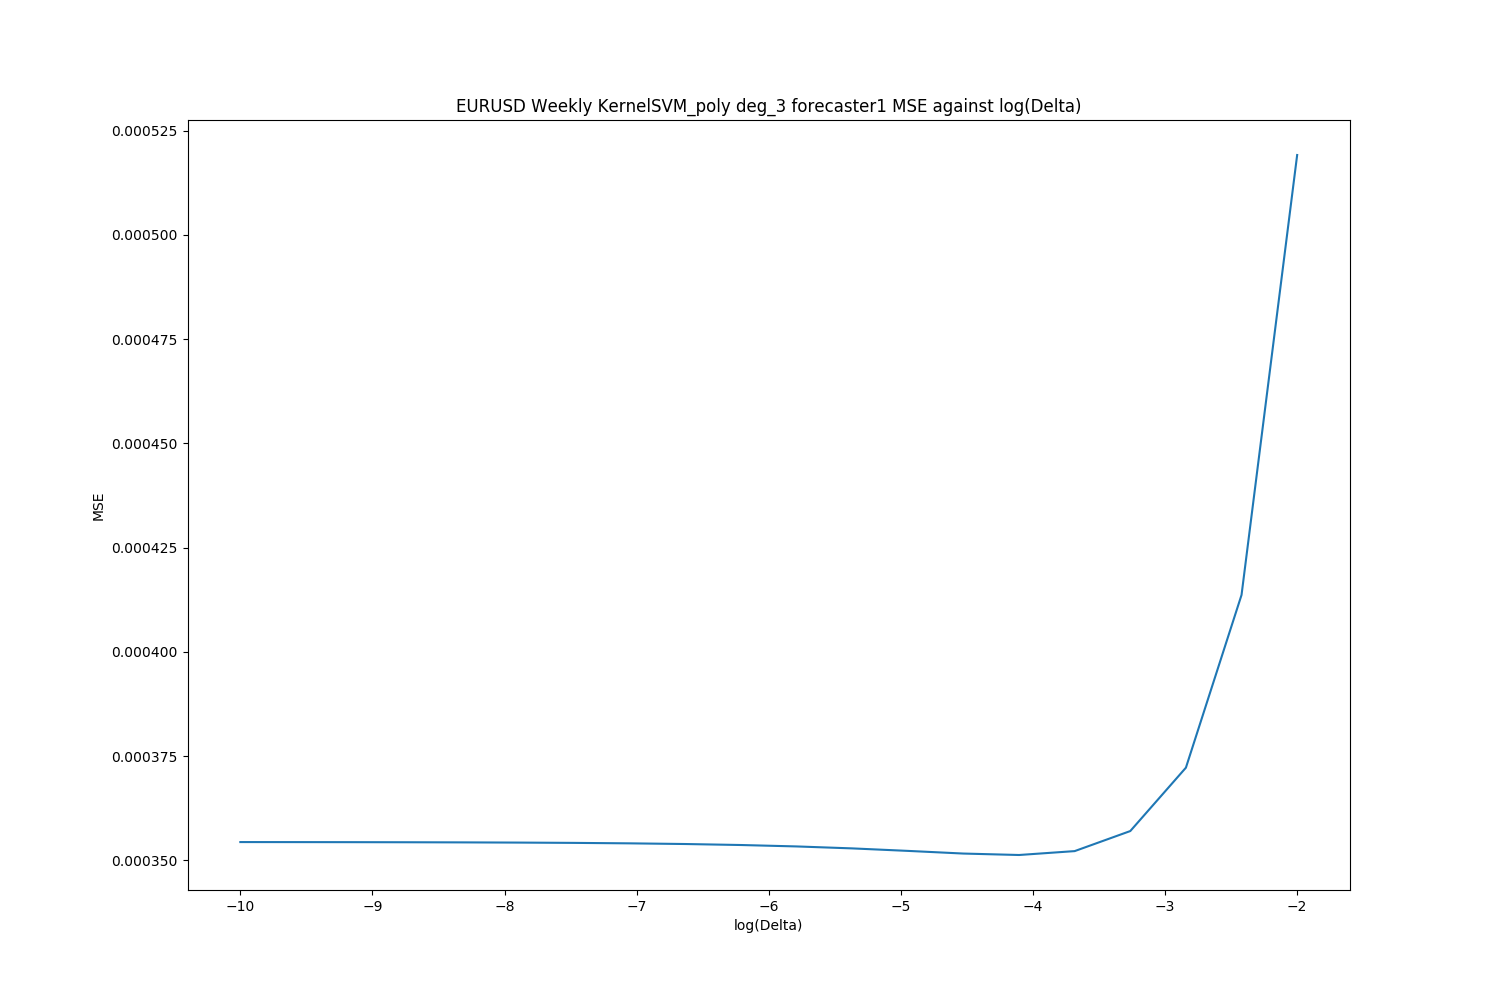 EURUSD Weekly KernelSVM_poly deg_3 forecaster1 MSE against log(Delta)
0.000525
0.000500
0.000475
0.000450
MSE
0.000425
0.000400
0.000375
0.000350
−10 −9 −8 −7 −6 −5 −4 −3 −2
log(Delta)